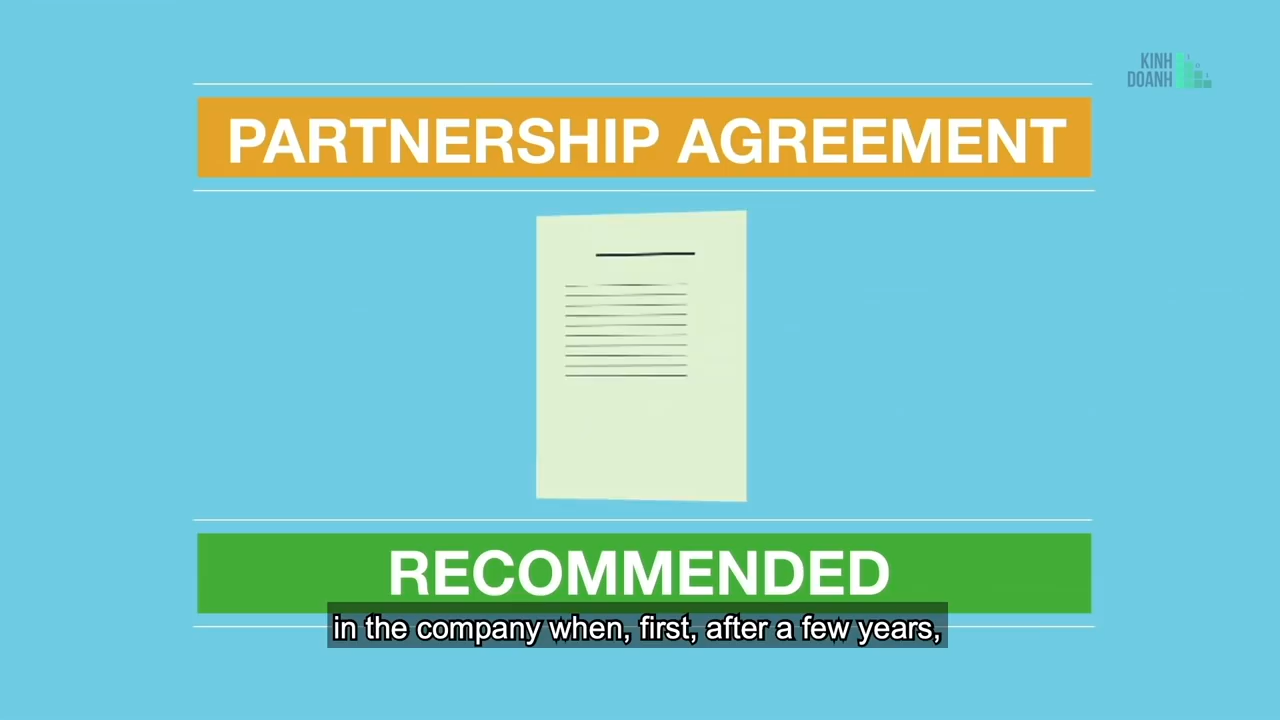 KINH
DOANH
PARTNERSHIP AGREEMENT
RECOMMENDED
in the company when, first, after a few years,